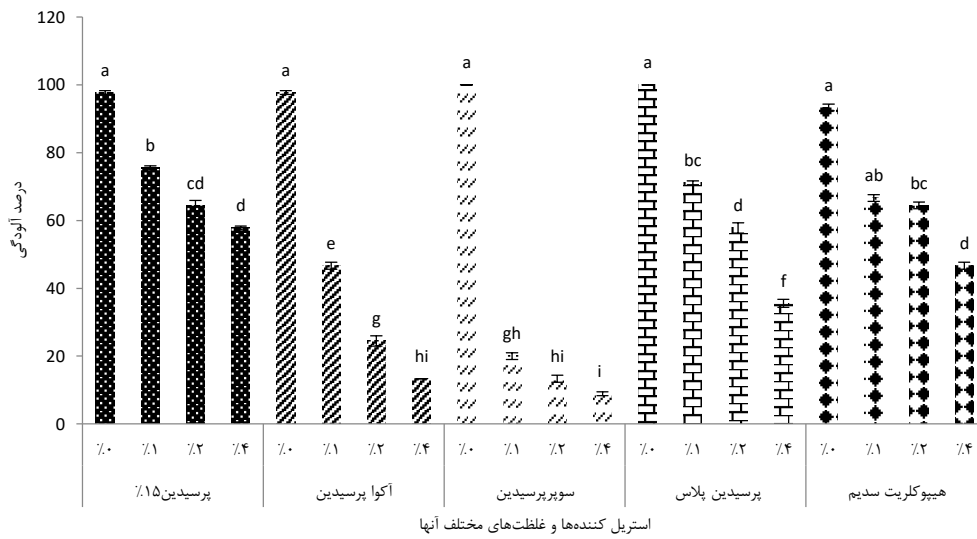 120
100
80
60
40
20
0
درصد آلودگی
a b cd d
a e g hi
a gh hi i
a bc d f
a ab bc d
٪۰ ٪۱ ٪۲ ٪۴ ٪۰ ٪۱ ٪۲ ٪۴ ٪۰ ٪۱ ٪۲ ٪۴ ٪۰ ٪۱ ٪۲ ٪۴ ٪۰ ٪۱ ٪۲ ٪۴
پرسیدین۱۵٪
آکوا پرسیدین
سوپرپرسیدین
پرسیدین پلاس
هیپوکلریت سدیم
استریل کننده‌ها و غلظت‌های مختلف آنها